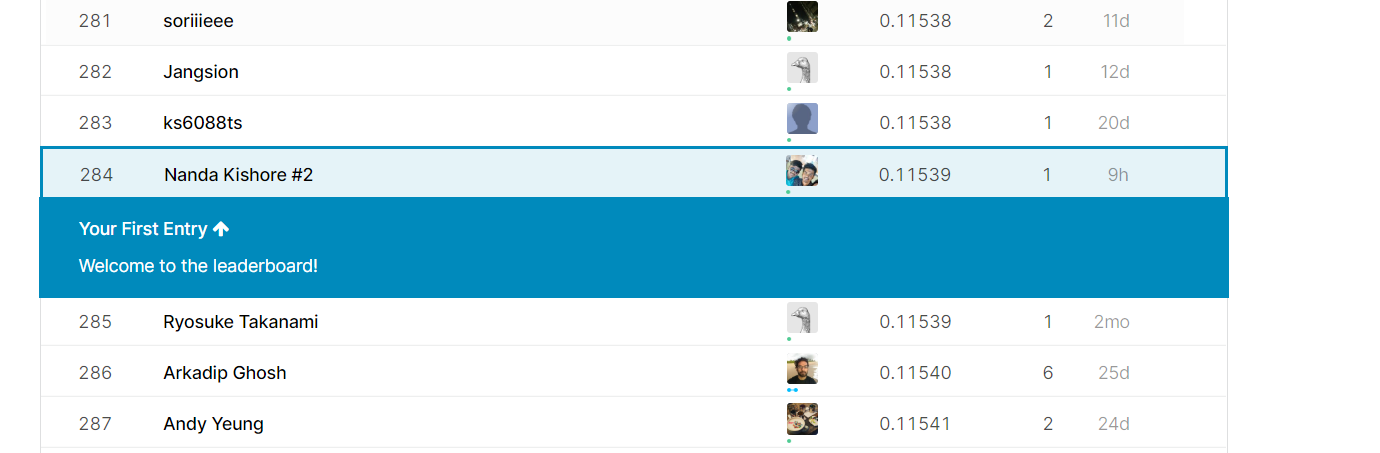 281 soriiieee 0.11538 2 11d
282 Jangsion 0.11538 1 12d
283 ks6088ts 0.11538 1 20d
284 Nanda Kishore #2 0.11539 1 9h
Your First Entry
Welcome to the leaderboard!
285 Ryosuke Takanami 0.11539 1 2mo
286 Arkadip Ghosh 0.11540 6 25d
287 Andy Yeung 0.11541 2 24d